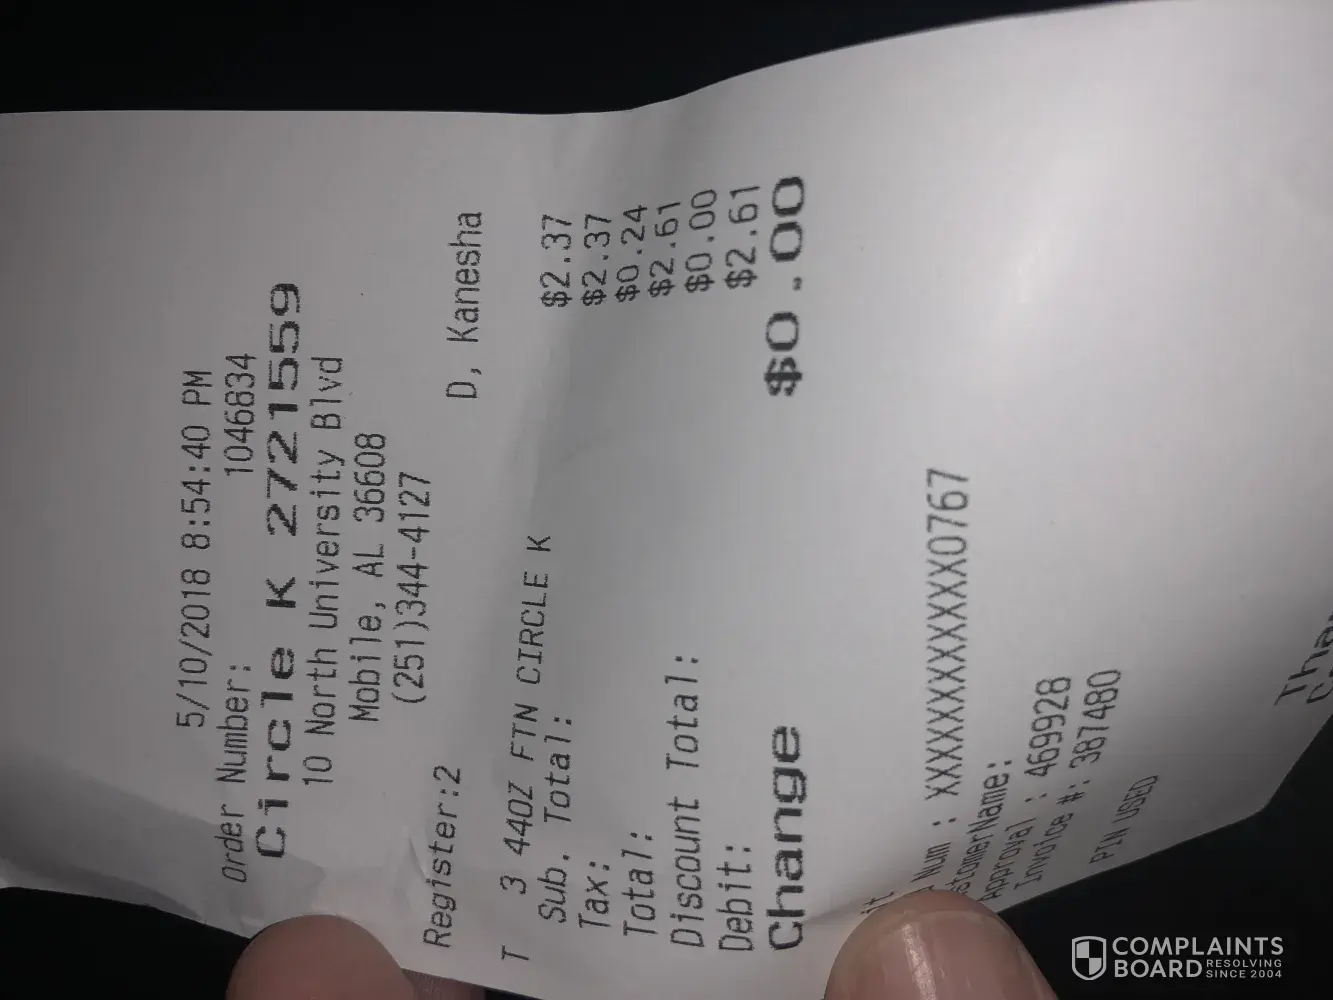 5/10/2018 8:54:40 PM
Order Number: 1046834
Circle K 2721559
10 North University Blvd
Mobile, AL 36608
(251)344-4127
Register:2 D, Kanesha
T 3 44OZ FTN CIRCLE K $2.37
Sub. Total: $2.37
Tax: $0.24
Total: $2.61
Discount Total: $0.00
Debit: $2.61
Change $0.00
Num : XXXXXXXXXXXX0767
Name:
Approval : 469928
Invoice #: 387480
PIN USED
COMPLAINTS
BOARD RESOLVING
SINCE 2004